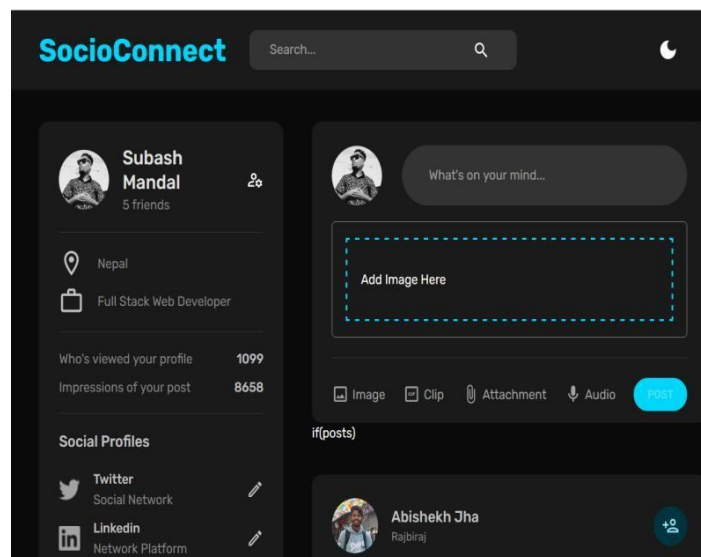 SocioConnect
Search...
Subash
Mandal
5 friends
Nepal
Full Stack Web Developer
Who's viewed your profile 1099
Impressions of your post 8658
Social Profiles
Twitter
Social Network
Linkedin
Network Platform
What's on your mind...
Add Image Here
Image Clip Attachment Audio POST
if(posts)
Abishekh Jha
Rajbiraj